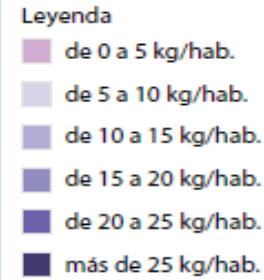 Leyenda
de 0 a 5 kg/hab.
de 5 a 10 kg/hab.
de 10 a 15 kg/hab.
de 15 a 20 kg/hab.
de 20 a 25 kg/hab.
más de 25 kg/hab.